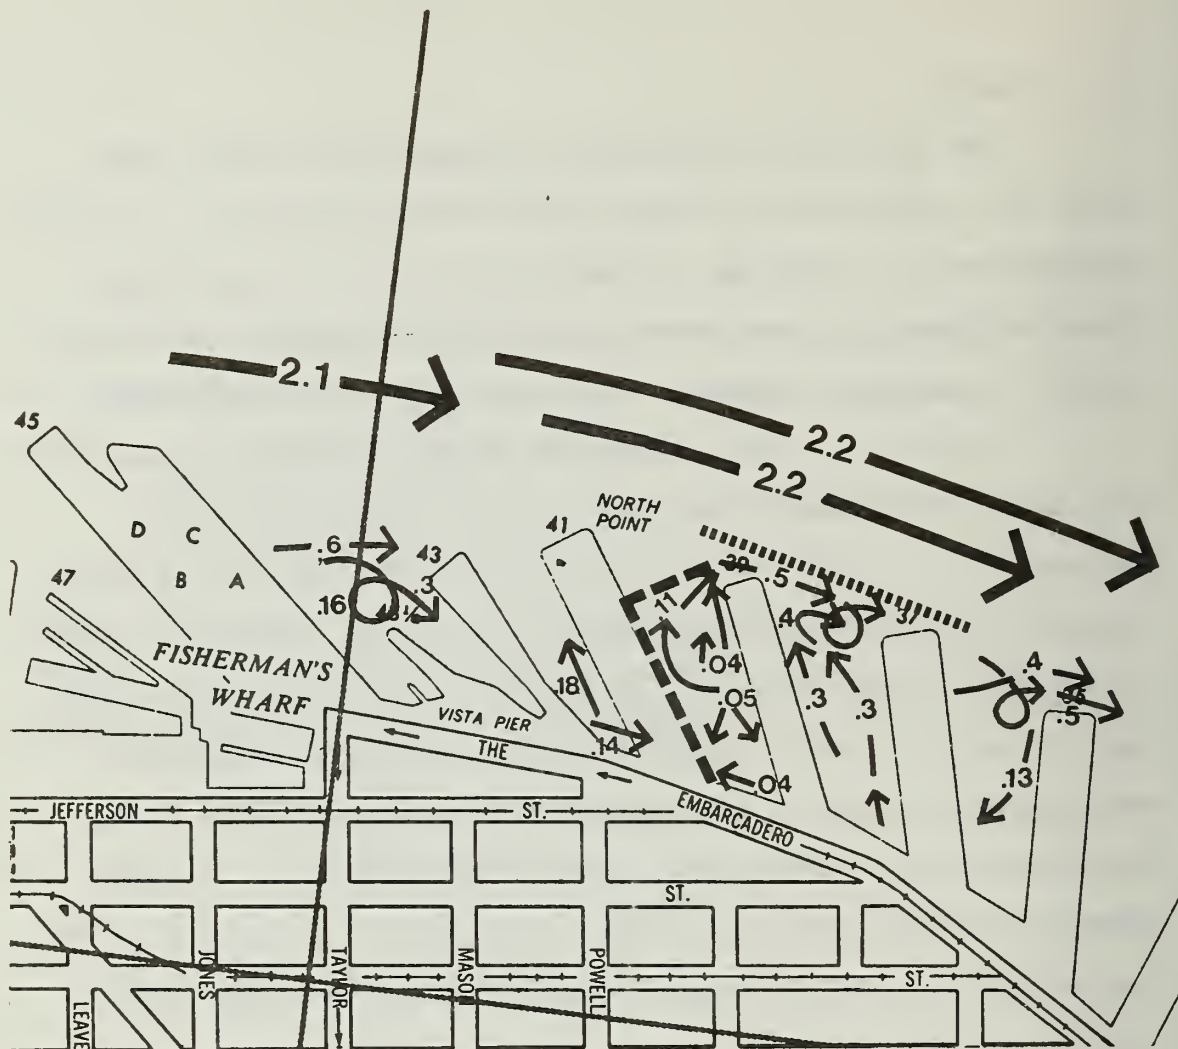 2.1
2.2
2.2
45
D C
B A
47
.6
43
.3
.16
FISHERMAN'S
WHARF
NORTH
POINT
41
39
.5
.4
37
.11
.04
.05
.04
.18
.14
.3
.3
.4
.5
.13
VISTA PIER
THE
EMBARCADERO
JEFFERSON
ST.
ST.
ST.
JONES
TAYLOR
MASON
POWELL
LEAVE